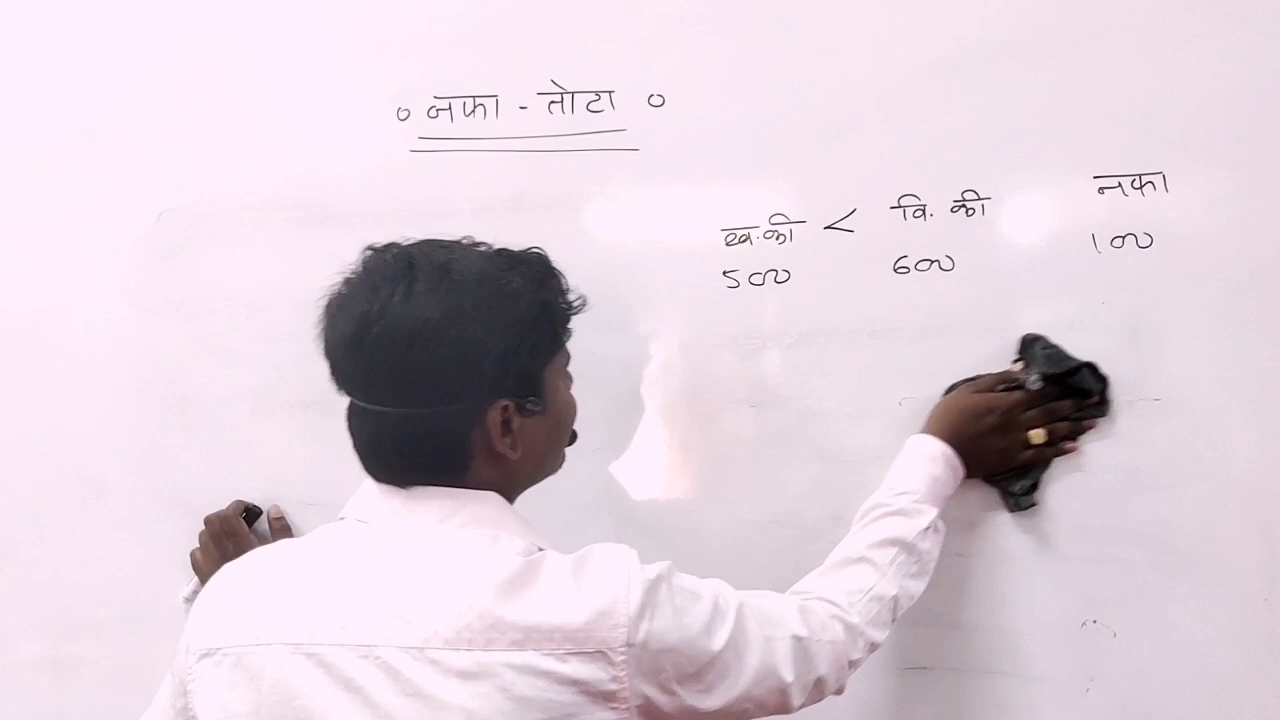 ० नफा - तोटा ०
ख.की < वि. की नफा
500 600 100